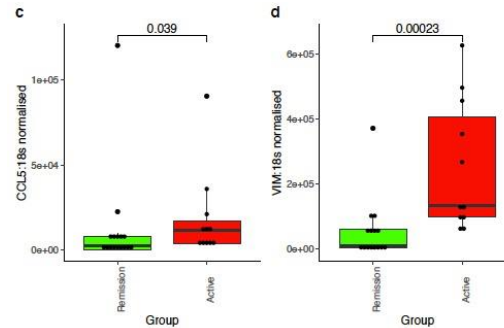 c
0.039
CCL5:18s normalised
1e+05
5e+04
0e+00
Remission
Active
Group
d
0.00023
VIM:18s normalised
6e+05
4e+05
2e+05
0e+00
Remission
Active
Group